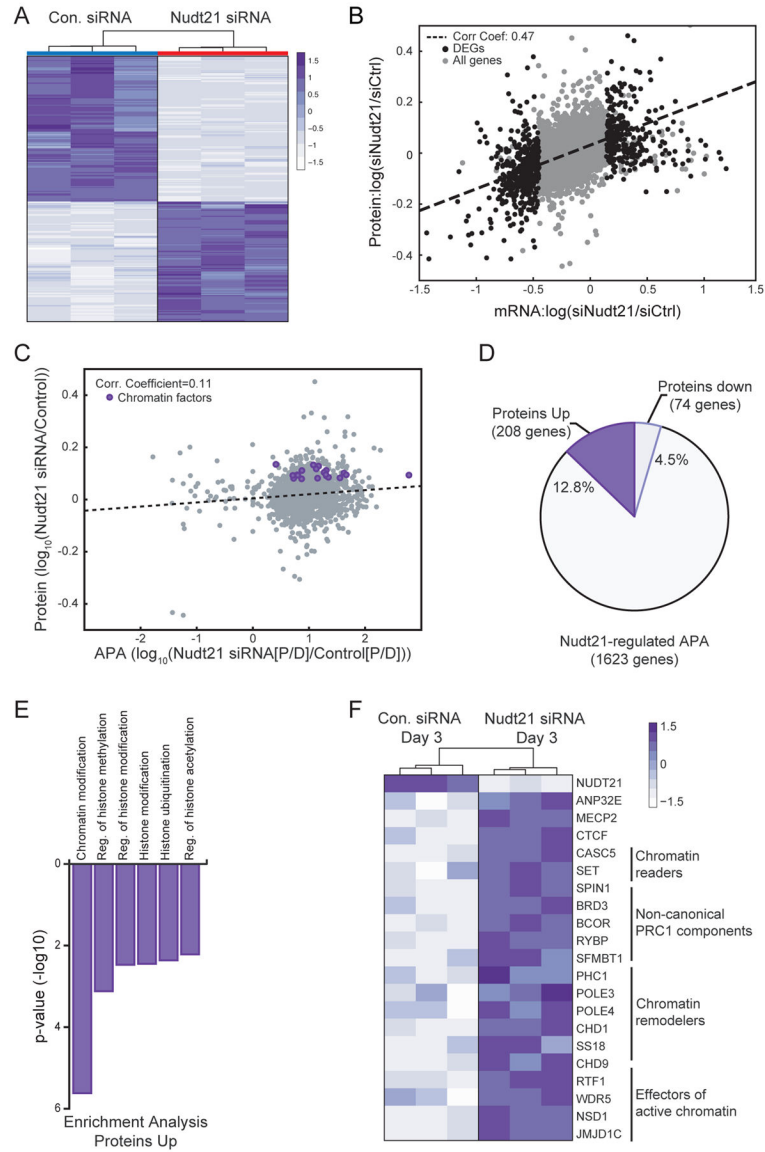 A
Con. siRNA
Nudt21 siRNA
1.5
1
0.5
0
−0.5
−1
−1.5
B
Corr Coef: 0.47
DEGs
All genes
Protein:log(siNudt21/siCtrl)
0.4
0.2
0
-0.2
-0.4
-1.5
-1
-0.5
0
0.5
1
1.5
mRNA:log(siNudt21/siCtrl)
C
Corr. Coefficient=0.11
Chromatin factors
Protein (log10(Nudt21 siRNA/Control))
0.4
0.2
0
-0.2
-0.4
-2
-1
0
1
2
APA (log10(Nudt21 siRNA[P/D]/Control[P/D]))
D
Proteins Up
(208 genes)
Proteins down
(74 genes)
12.8%
4.5%
Nudt21-regulated APA
(1623 genes)
E
Chromatin modification
Reg. of histone methylation
Reg. of histone modification
Histone modification
Histone ubiquitination
Reg. of histone acetylation
p-value (-log10)
0
2
4
6
Enrichment Analysis
Proteins Up
F
Con. siRNA
Day 3
Nudt21 siRNA
Day 3
1.5
0
−1.5
NUDT21
ANP32E
MECP2
CTCF
CASC5
SET
SPIN1
BRD3
BCOR
RYBP
SFMBT1
PHC1
POLE3
POLE4
CHD1
SS18
CHD9
RTF1
WDR5
NSD1
JMJD1C
Chromatin
readers
Non-canonical
PRC1 components
Chromatin
remodelers
Effectors of
active chromatin